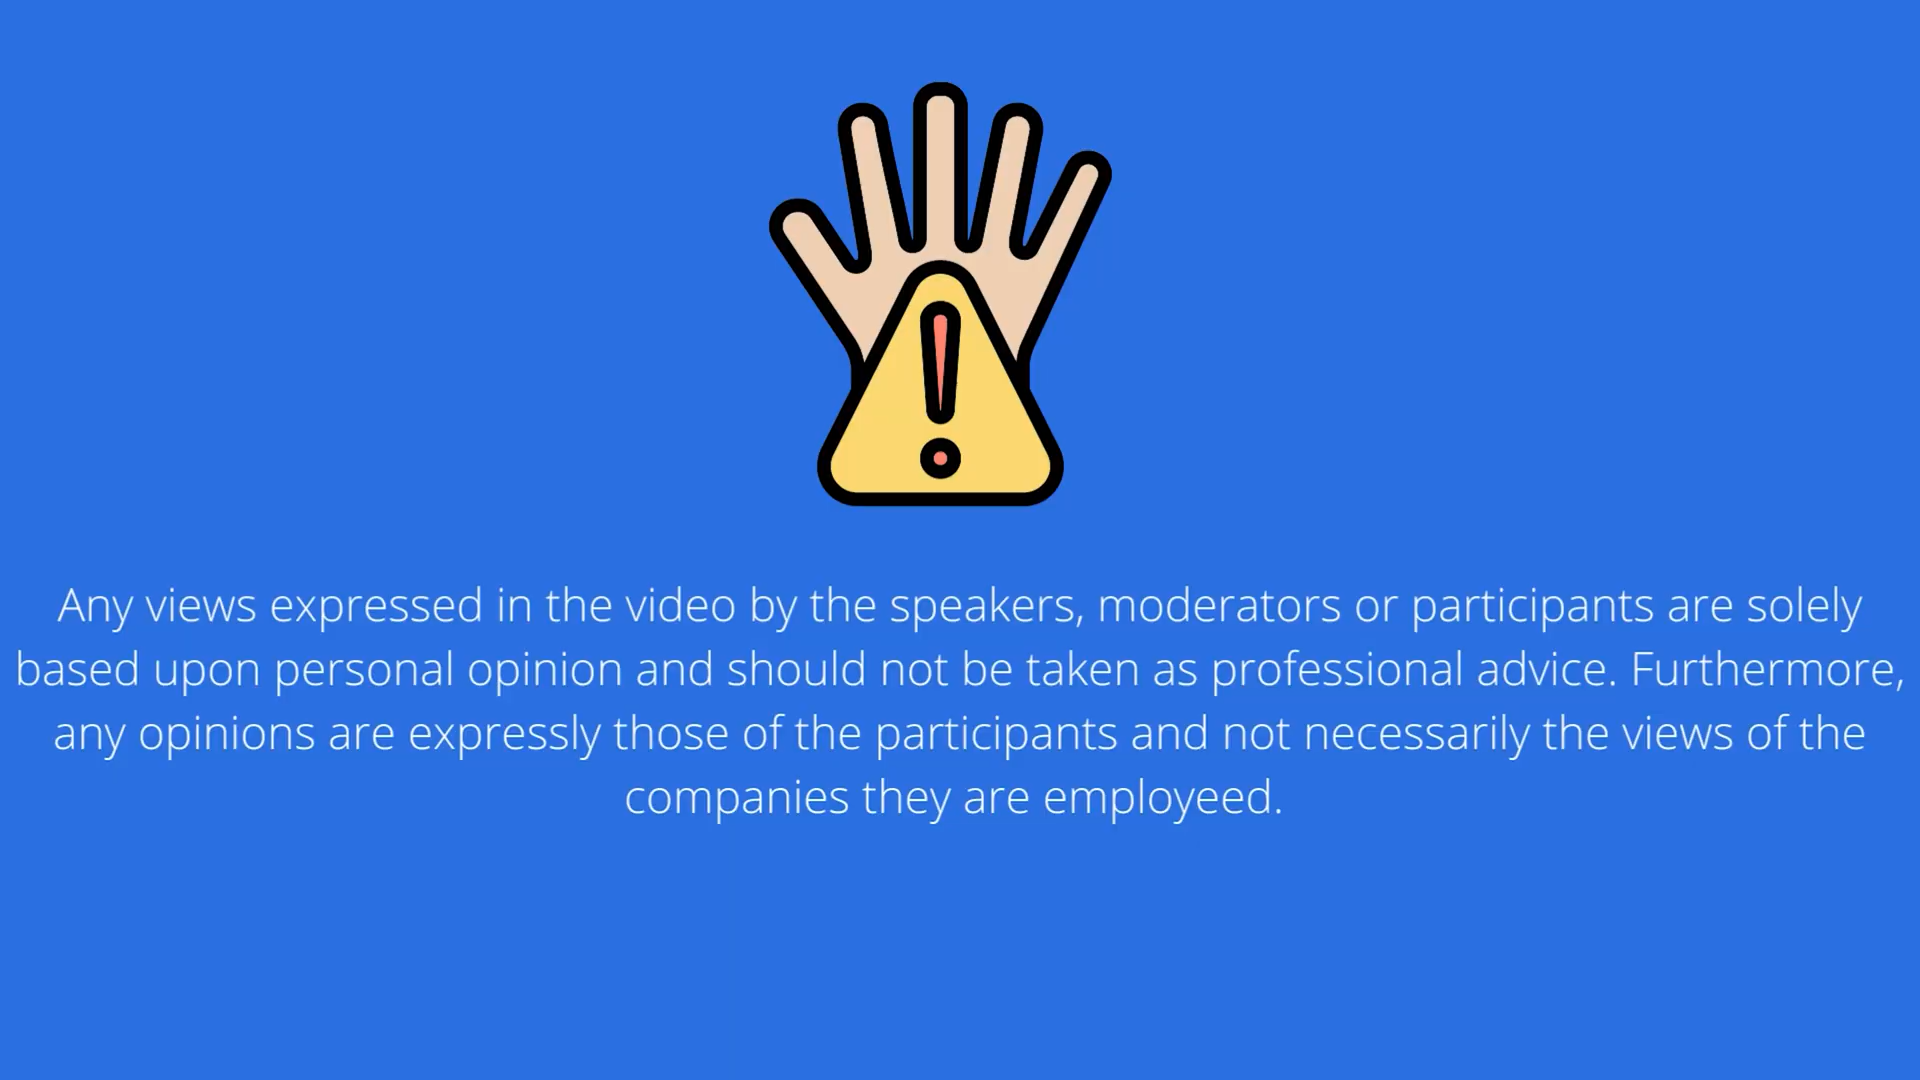 Any views expressed in the video by the speakers, moderators or participants are solely
based upon personal opinion and should not be taken as professional advice. Furthermore,
any opinions are expressly those of the participants and not necessarily the views of the
companies they are employeed.